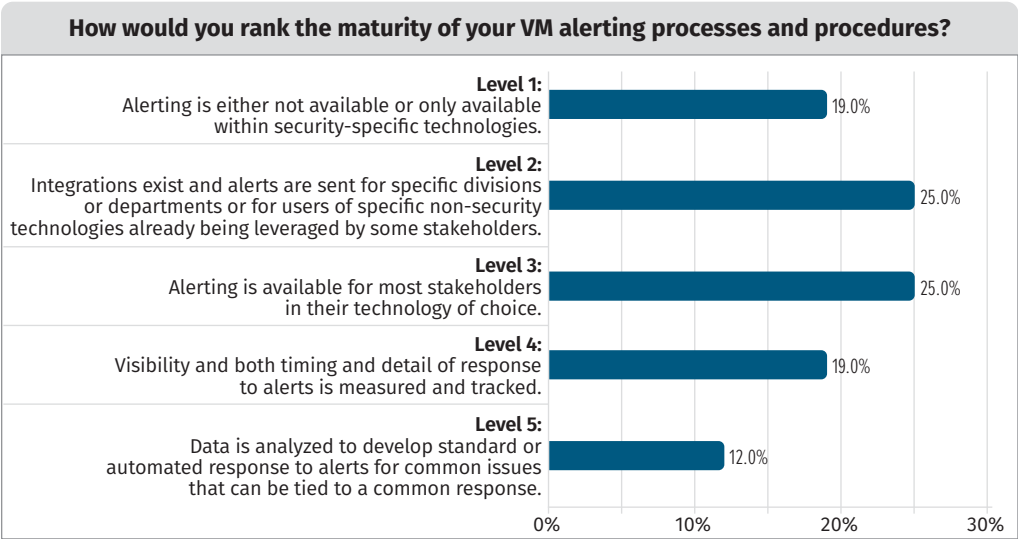 How would you rank the maturity of your VM alerting processes and procedures?
Level 1:
Alerting is either not available or only available
within security-specific technologies.
19.0%
Level 2:
Integrations exist and alerts are sent for specific divisions
or departments or for users of specific non-security
technologies already being leveraged by some stakeholders.
25.0%
Level 3:
Alerting is available for most stakeholders
in their technology of choice.
25.0%
Level 4:
Visibility and both timing and detail of response
to alerts is measured and tracked.
19.0%
Level 5:
Data is analyzed to develop standard or
automated response to alerts for common issues
that can be tied to a common response.
12.0%
0% 10% 20% 30%